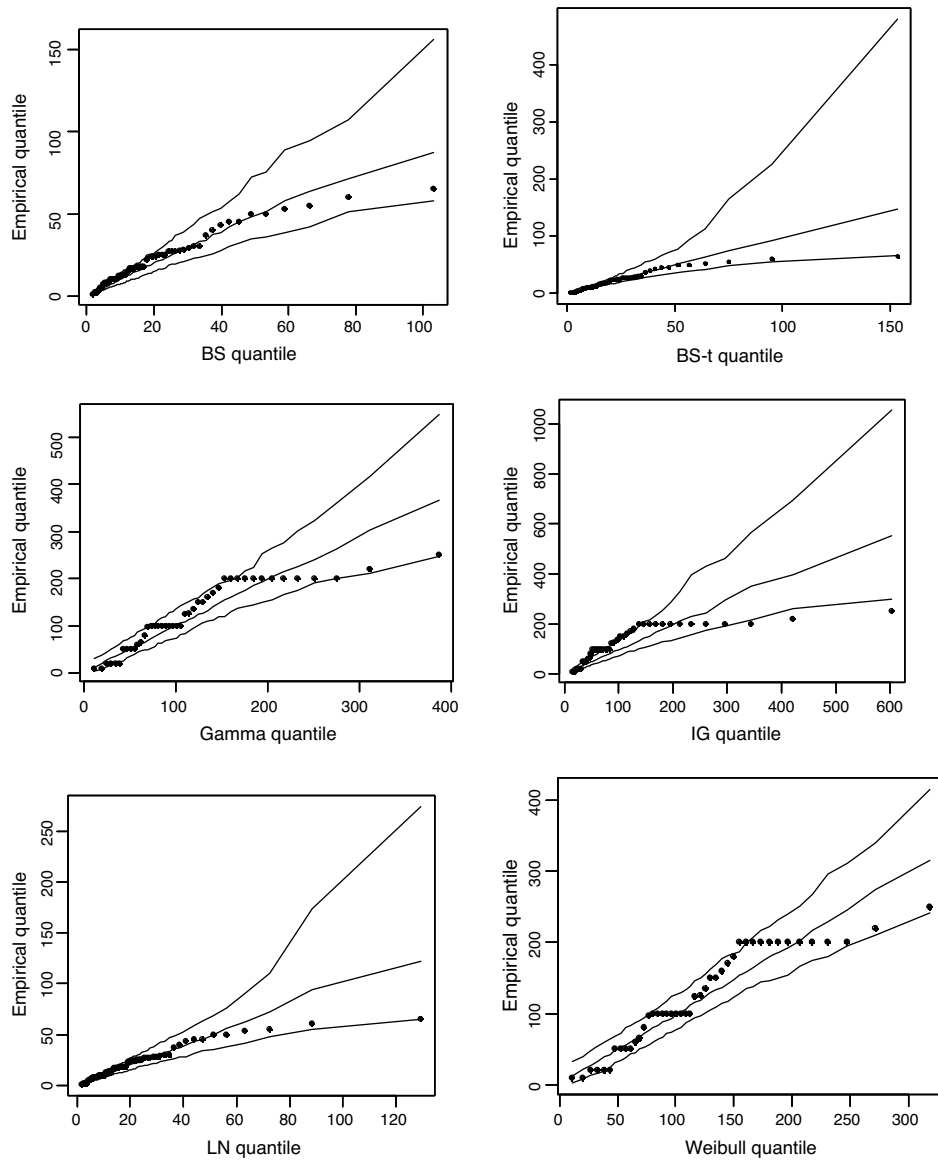 Empirical quantile
0 50 100 150
0 20 40 60 80 100
BS quantile
Empirical quantile
0 100 200 300 400
0 50 100 150
BS-t quantile
Empirical quantile
0 100 200 300 400 500
0 100 200 300 400
Gamma quantile
Empirical quantile
0 200 400 600 800 1000
0 100 200 300 400 500 600
IG quantile
Empirical quantile
0 50 100 150 200 250
0 20 40 60 80 100 120
LN quantile
Empirical quantile
0 100 200 300 400
0 50 100 150 200 250 300
Weibull quantile